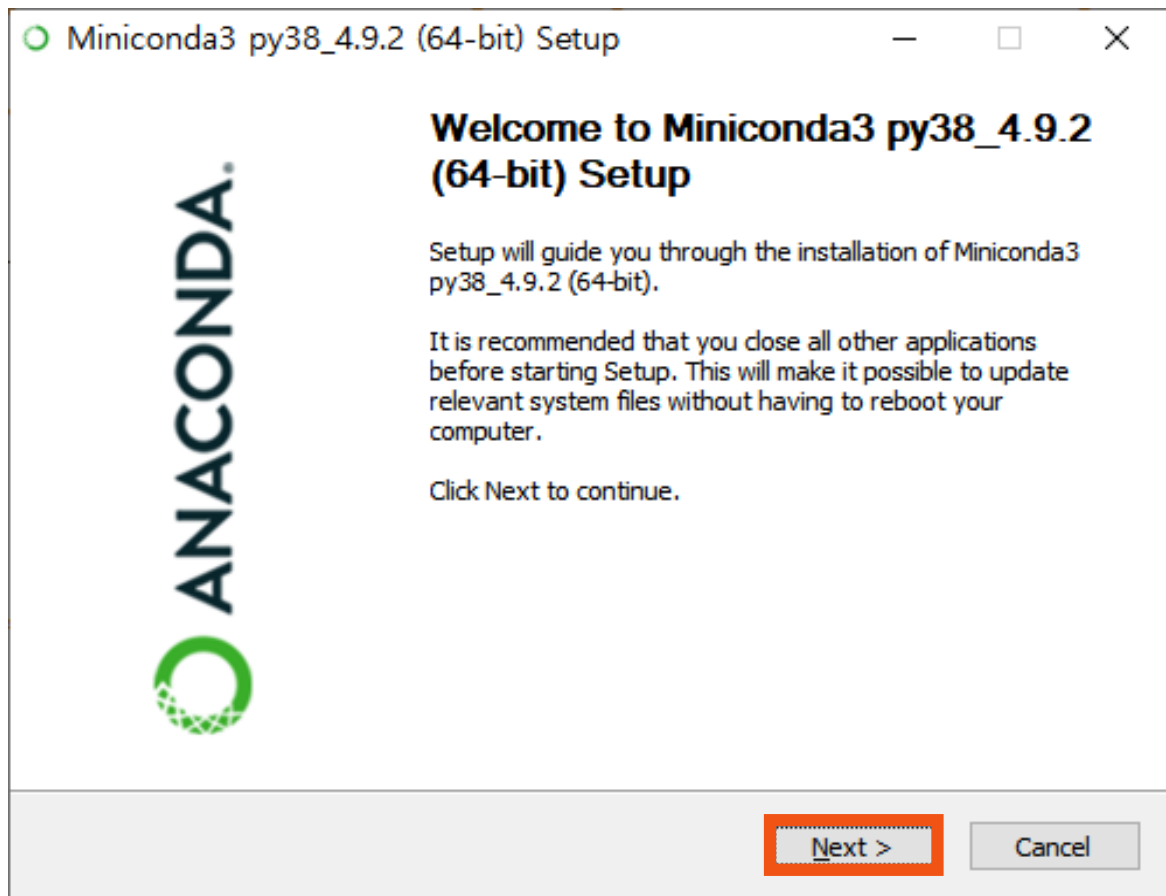 Miniconda3 py38_4.9.2 (64-bit) Setup
Welcome to Miniconda3 py38_4.9.2
(64-bit) Setup
Setup will guide you through the installation of Miniconda3
py38_4.9.2 (64-bit).
It is recommended that you close all other applications
before starting Setup. This will make it possible to update
relevant system files without having to reboot your
computer.
Click Next to continue.
ANACONDA.
Next >
Cancel